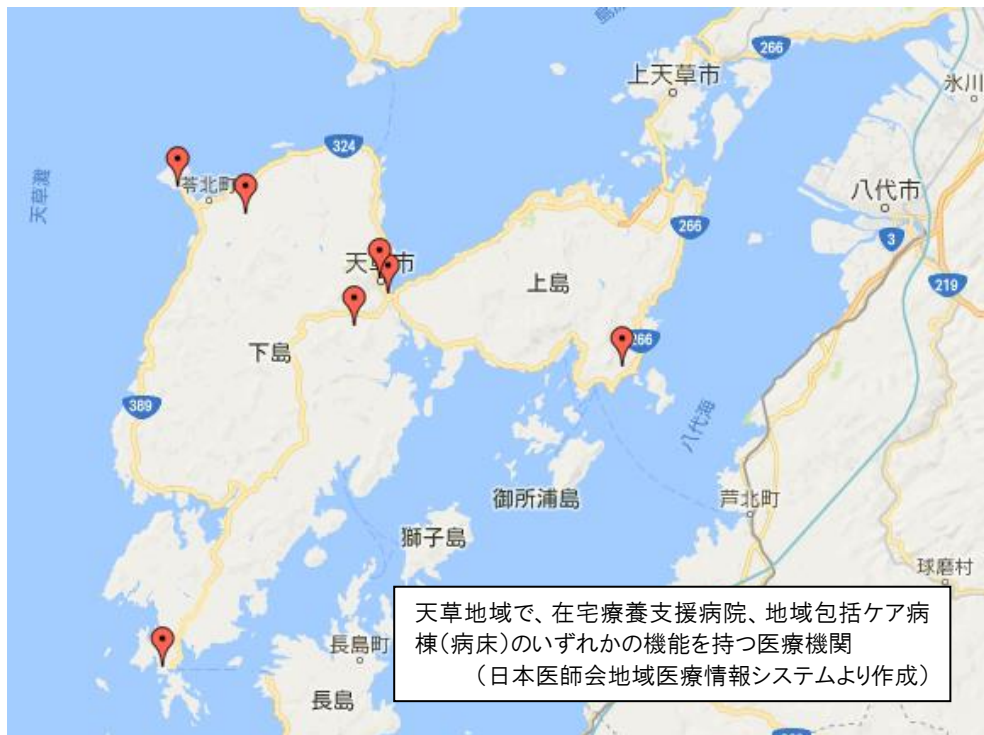 島原
266
上天草市
氷川
324
天草灘
苓北町
八代市
266
3
天草市
上島
219
下島
266
389
八代海
御所浦島
芦北町
獅子島
球磨村
天草地域で、在宅療養支援病院、地域包括ケア病
棟(病床)のいずれかの機能を持つ医療機関
(日本医師会地域医療情報システムより作成)
長島町
長島